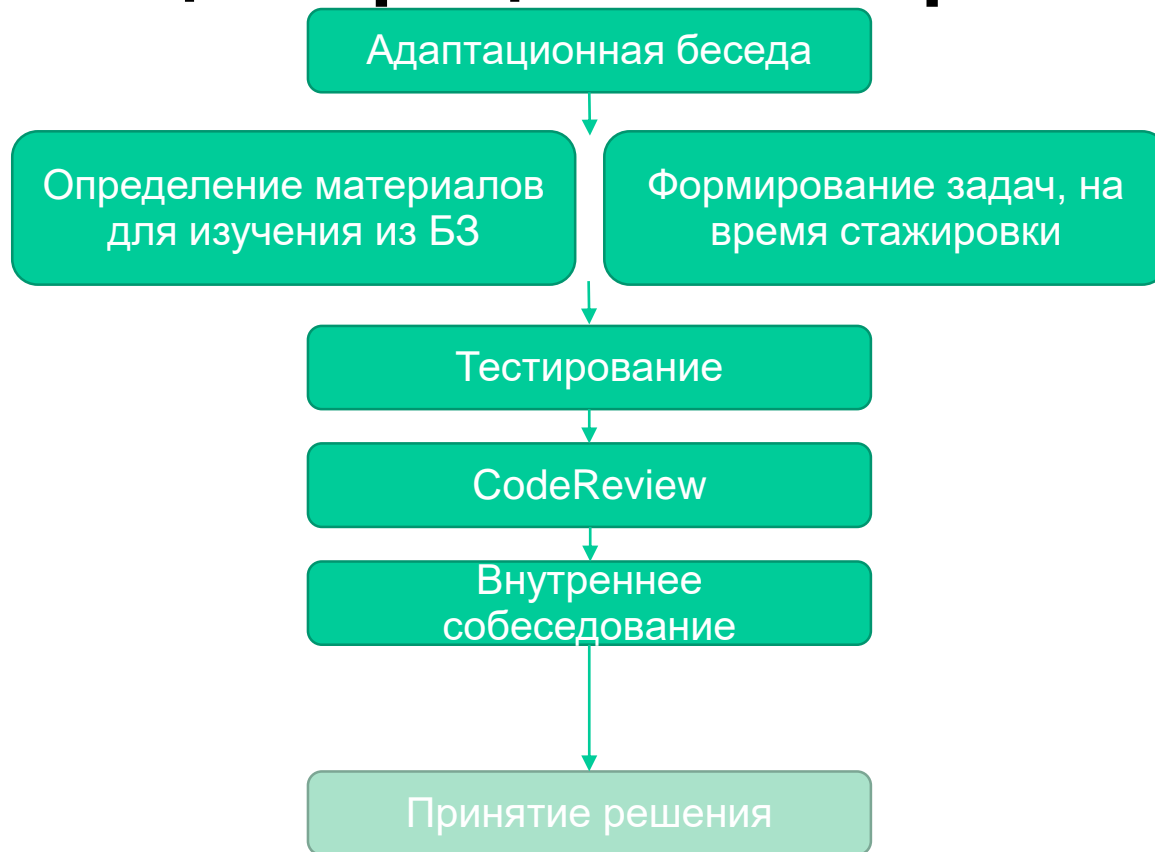 Адаптационная беседа
Определение материалов
для изучения из БЗ
Формирование задач, на
время стажировки
Тестирование
CodeReview
Внутреннее
собеседование
Принятие решения